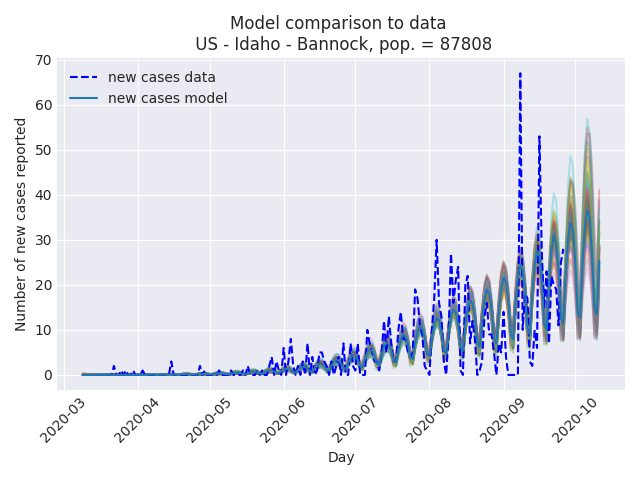 Model comparison to data
US - Idaho - Bannock, pop. = 87808
new cases data
new cases model
Number of new cases reported
70
60
50
40
30
20
10
0
2020-03
2020-04
2020-05
2020-06
2020-07
2020-08
2020-09
2020-10
Day